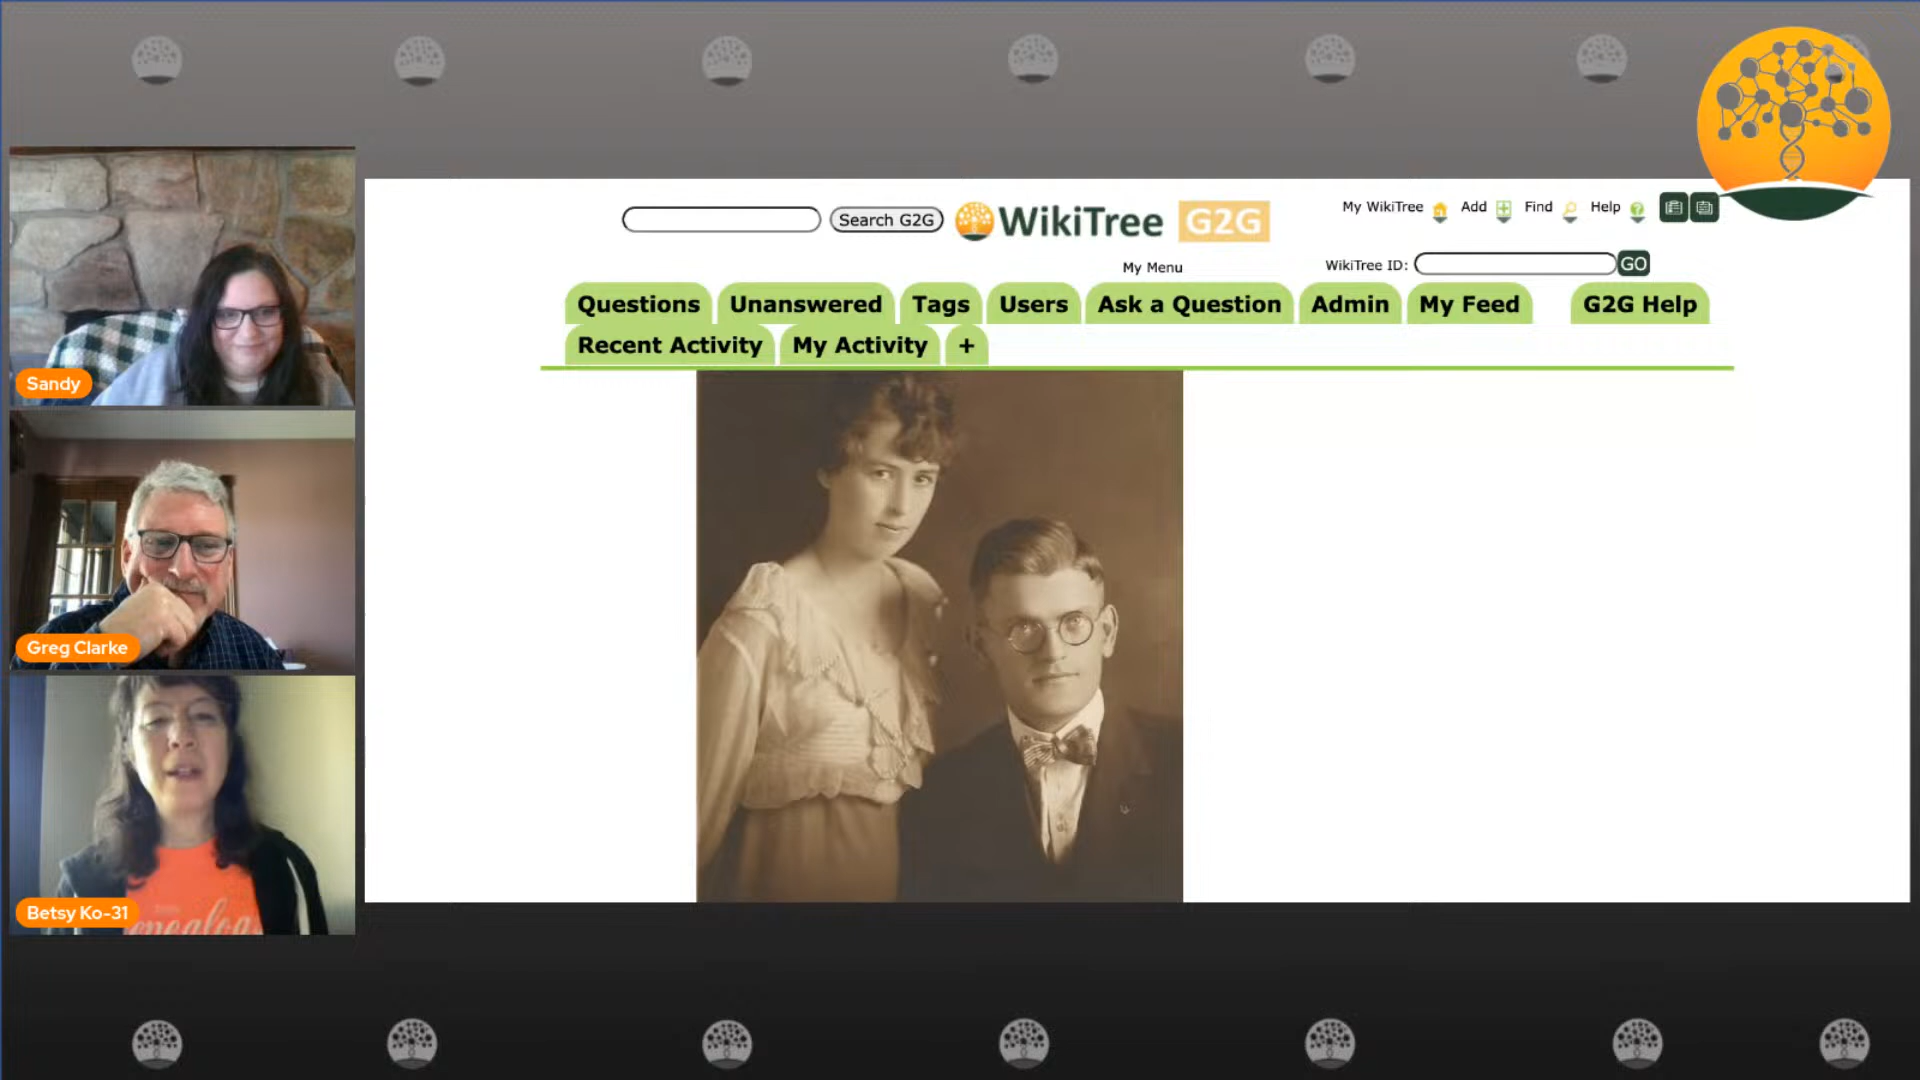 Search G2G
WikiTree G2G
My WikiTree Add Find Help
My Menu
WikiTree ID: GO
Questions Unanswered Tags Users Ask a Question Admin My Feed G2G Help
Recent Activity My Activity +
Sandy
Greg Clarke
Betsy Ko-31